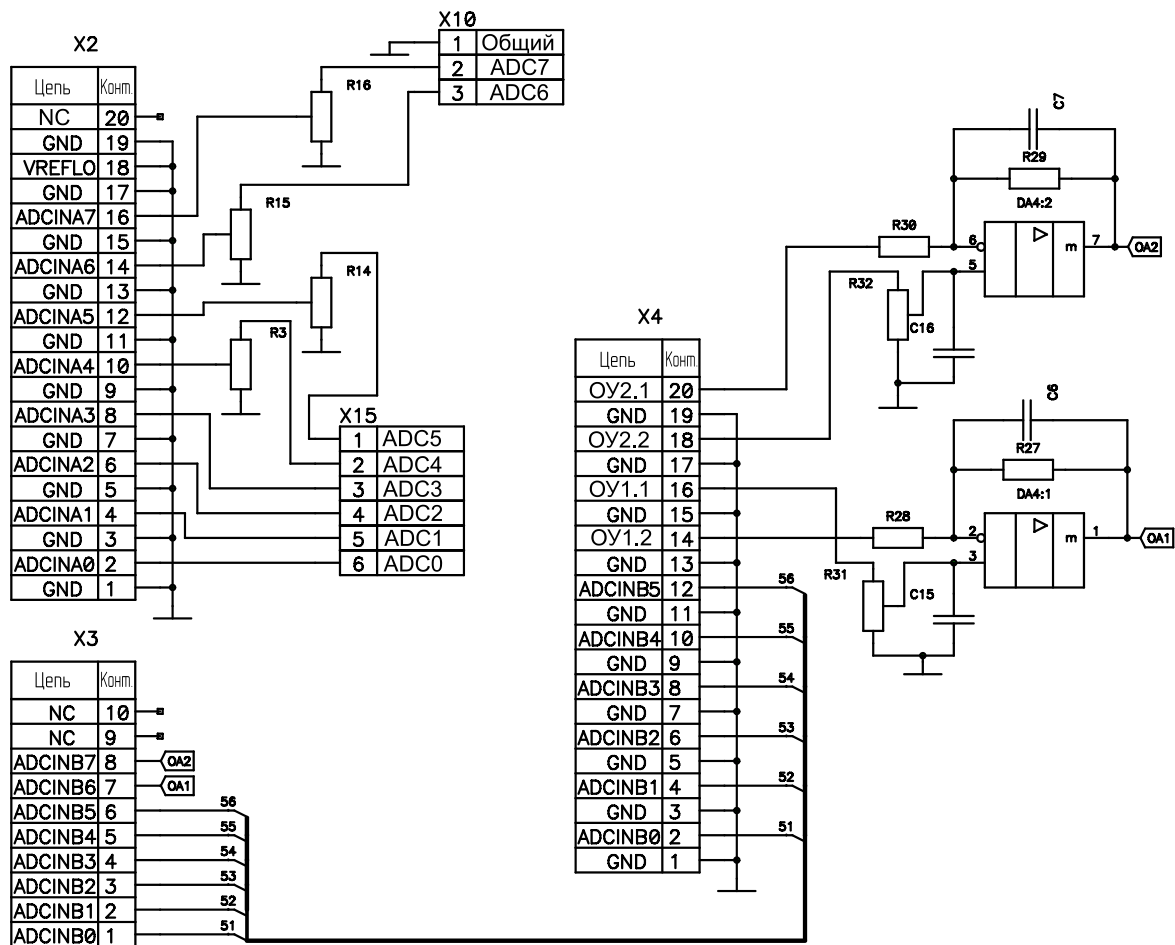 X10
1 Общий
2 ADC7
3 ADC6
X2
Цепь Конт.
NC 20
GND 19
VREFLO 18
GND 17
ADCINA7 16
GND 15
ADCINA6 14
GND 13
ADCINA5 12
GND 11
ADCINA4 10
GND 9
ADCINA3 8
GND 7
ADCINA2 6
GND 5
ADCINA1 4
GND 3
ADCINA0 2
GND 1
R16
R15
R14
R3
X15
1 ADC5
2 ADC4
3 ADC3
4 ADC2
5 ADC1
6 ADC0
X3
Цепь Конт.
NC 10
NC 9
ADCINB7 8 OA2
ADCINB6 7 OA1
ADCINB5 6 56
ADCINB4 5 55
ADCINB3 4 54
ADCINB2 3 53
ADCINB1 2 52
ADCINB0 1 51
X4
Цепь Конт.
ОУ2.1 20
GND 19
ОУ2.2 18
GND 17
ОУ1.1 16
GND 15
ОУ1.2 14
GND 13
ADCINB5 12 56
GND 11
ADCINB4 10 55
GND 9
ADCINB3 8 54
GND 7
ADCINB2 6 53
GND 5
ADCINB1 4 52
GND 3
ADCINB0 2 51
GND 1
C7
R29
DA4:2
R30
6 m 7 OA2
5
R32
C16
C6
R27
DA4:1
R28
2 m 1 OA1
3
R31
C15